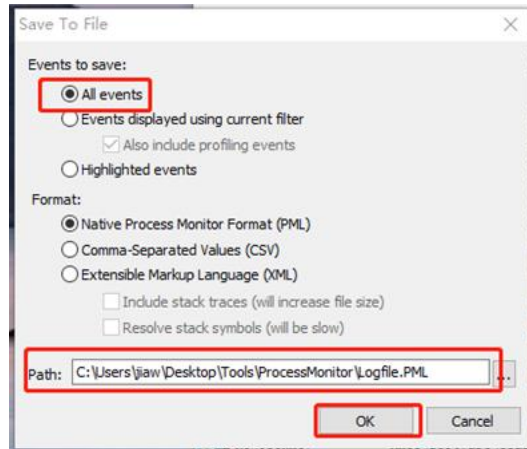 Save To File
Events to save:
All events
Events displayed using current filter
Also include profiling events
Highlighted events
Format:
Native Process Monitor Format (PML)
Comma-Separated Values (CSV)
Extensible Markup Language (XML)
Include stack traces (will increase file size)
Resolve stack symbols (will be slow)
Path: C:\Users\jiaw\Desktop\Tools\ProcessMonitor\Logfile.PML ...
OK Cancel